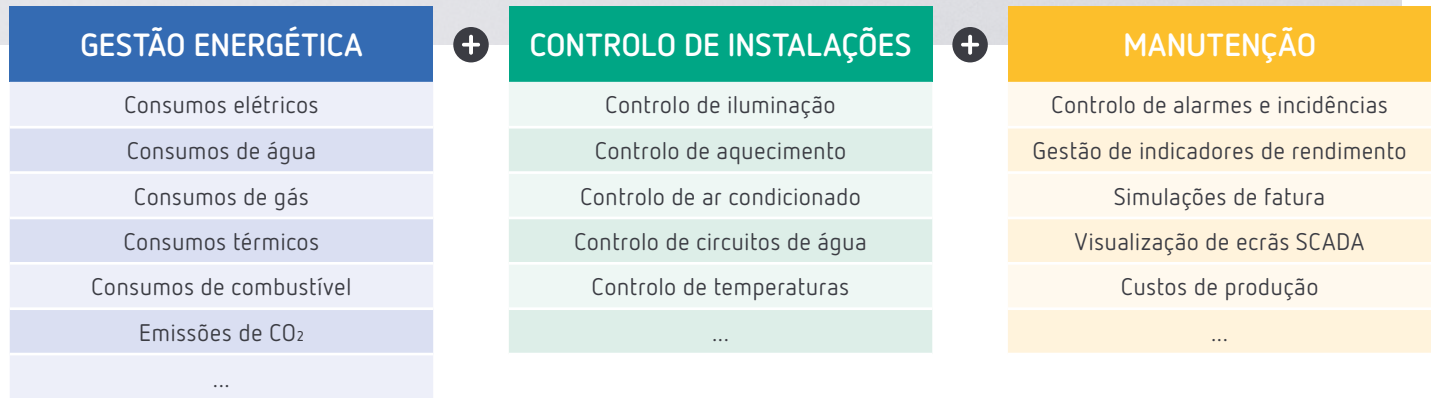 GESTÃO ENERGÉTICA
Consumos elétricos
Consumos de água
Consumos de gás
Consumos térmicos
Consumos de combustível
Emissões de CO₂
...
+
CONTROLO DE INSTALAÇÕES
Controlo de iluminação
Controlo de aquecimento
Controlo de ar condicionado
Controlo de circuitos de água
Controlo de temperaturas
...
+
MANUTENÇÃO
Controlo de alarmes e incidências
Gestão de indicadores de rendimento
Simulações de fatura
Visualização de ecrãs SCADA
Custos de produção
...